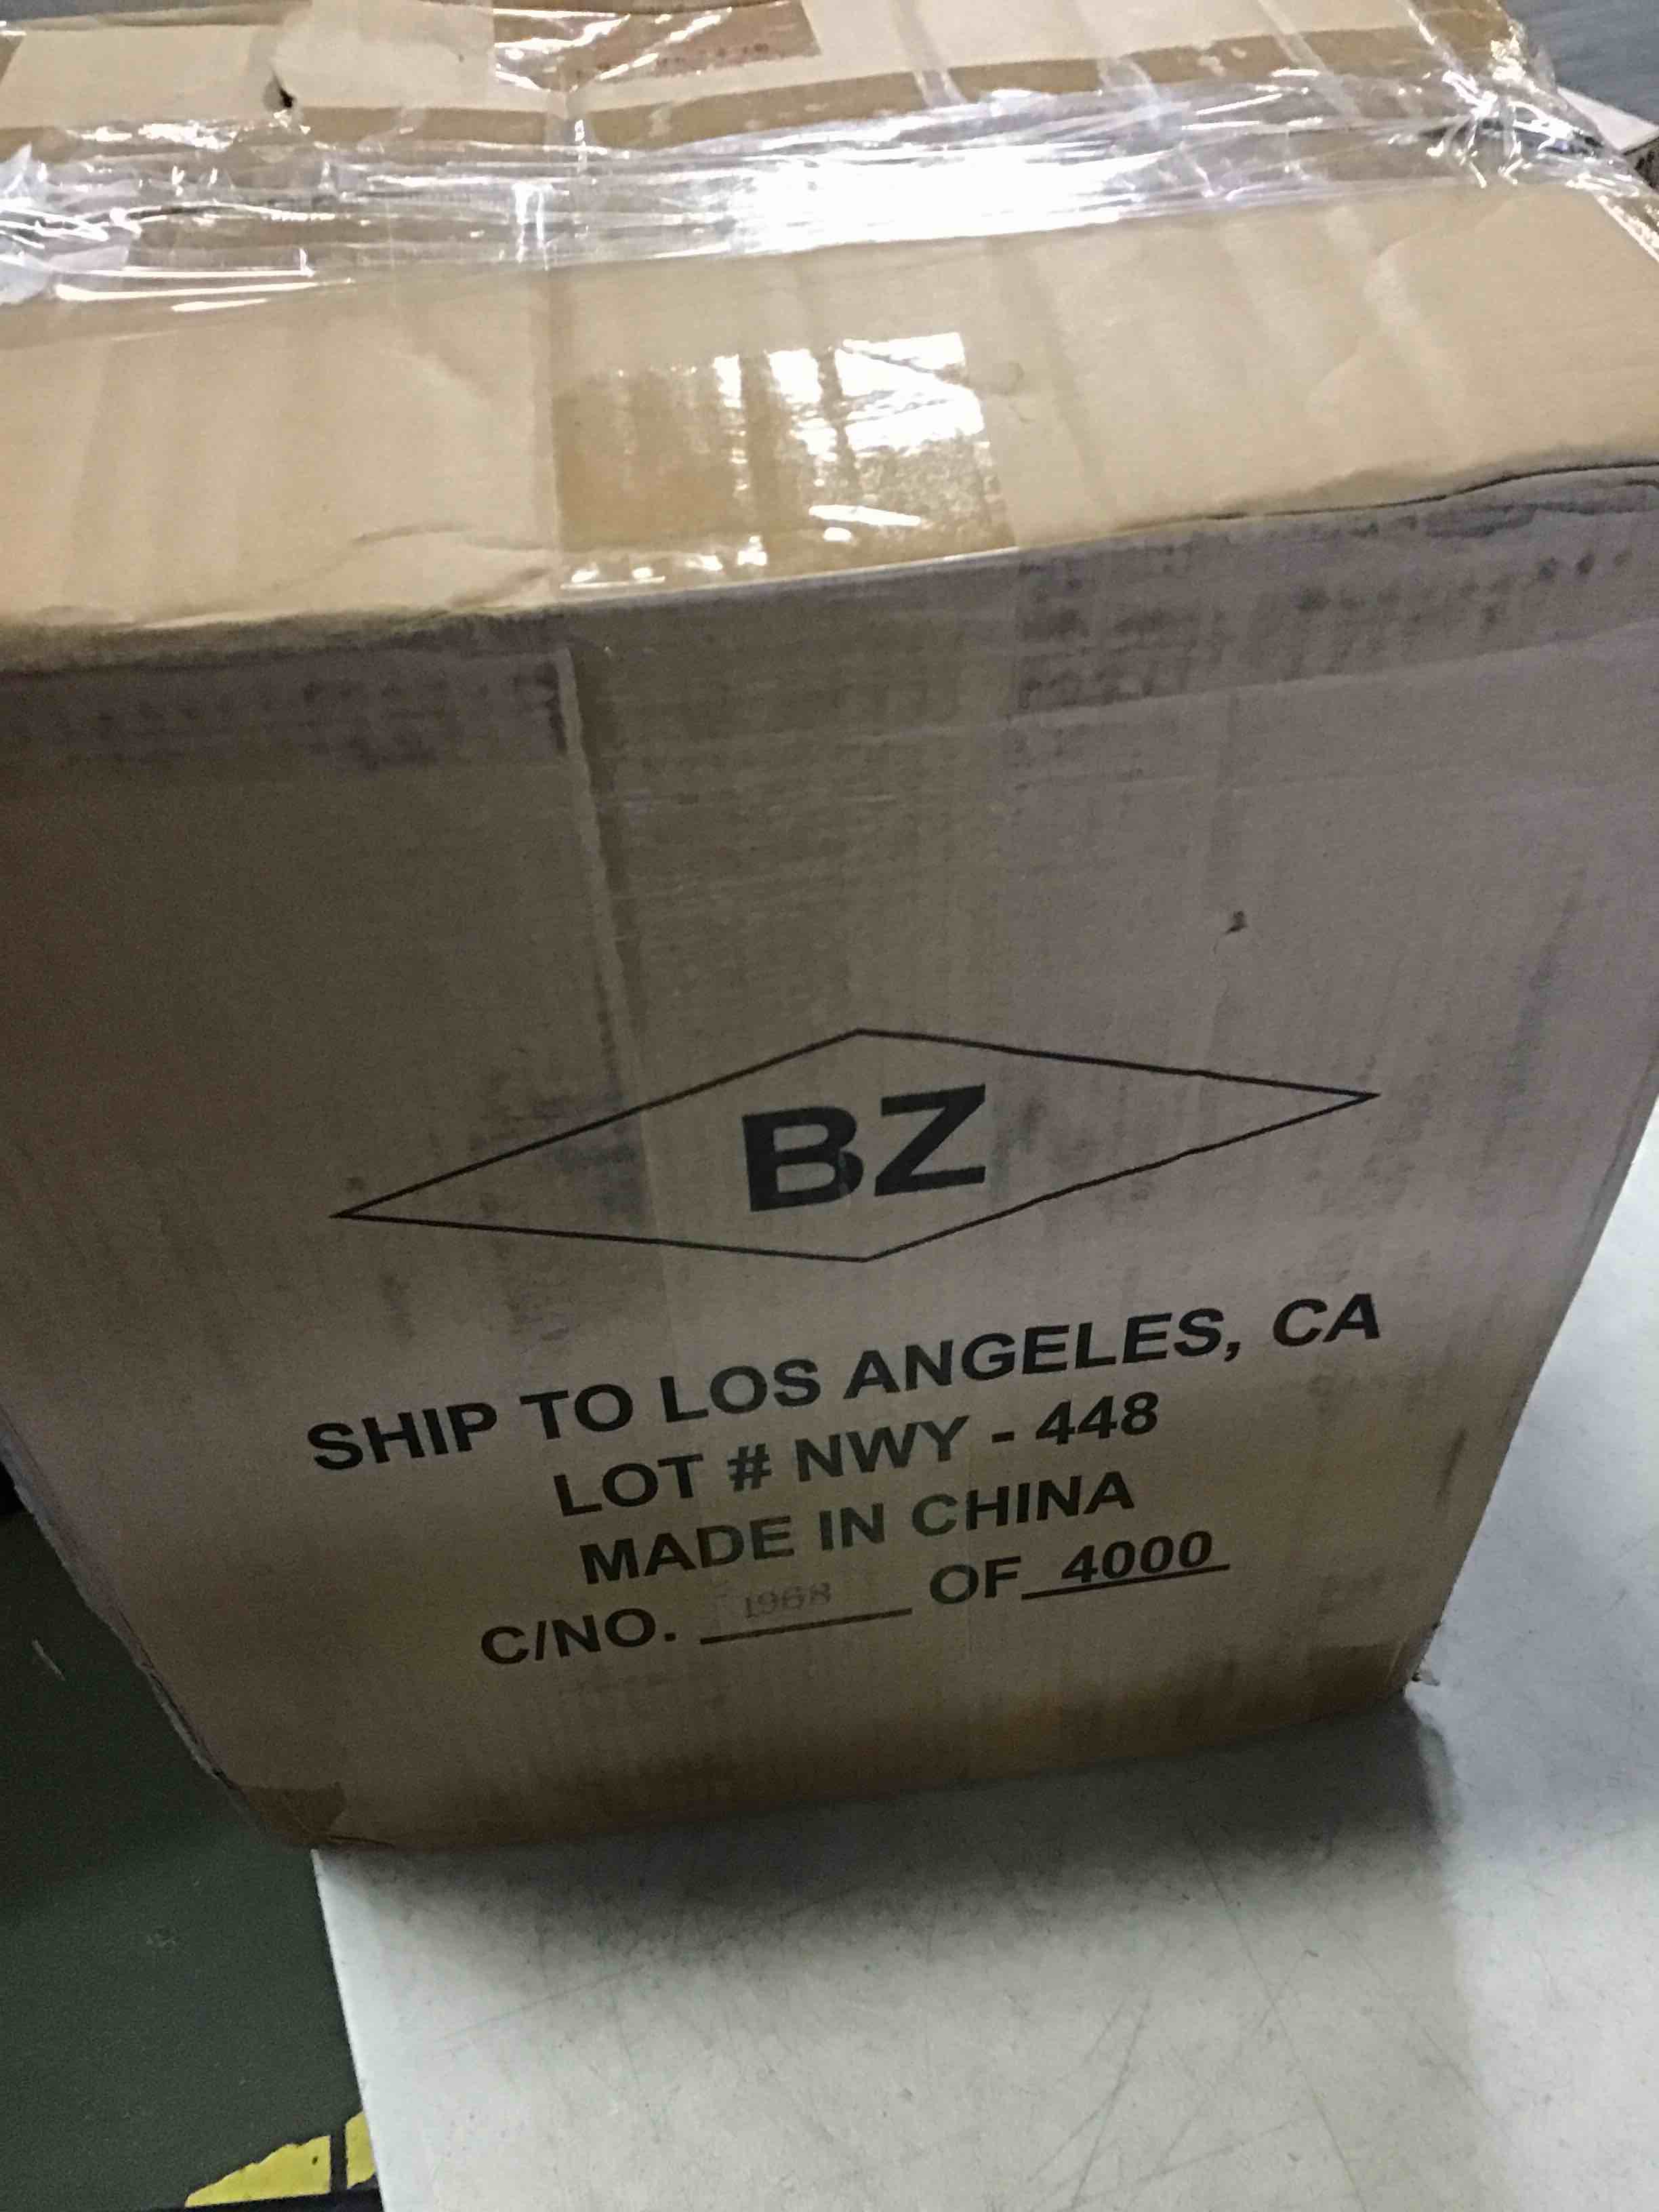 BZ
SHIP TO LOS ANGELES, CA
LOT # NWY - 448
MADE IN CHINA
C/NO. 1968 OF 4000